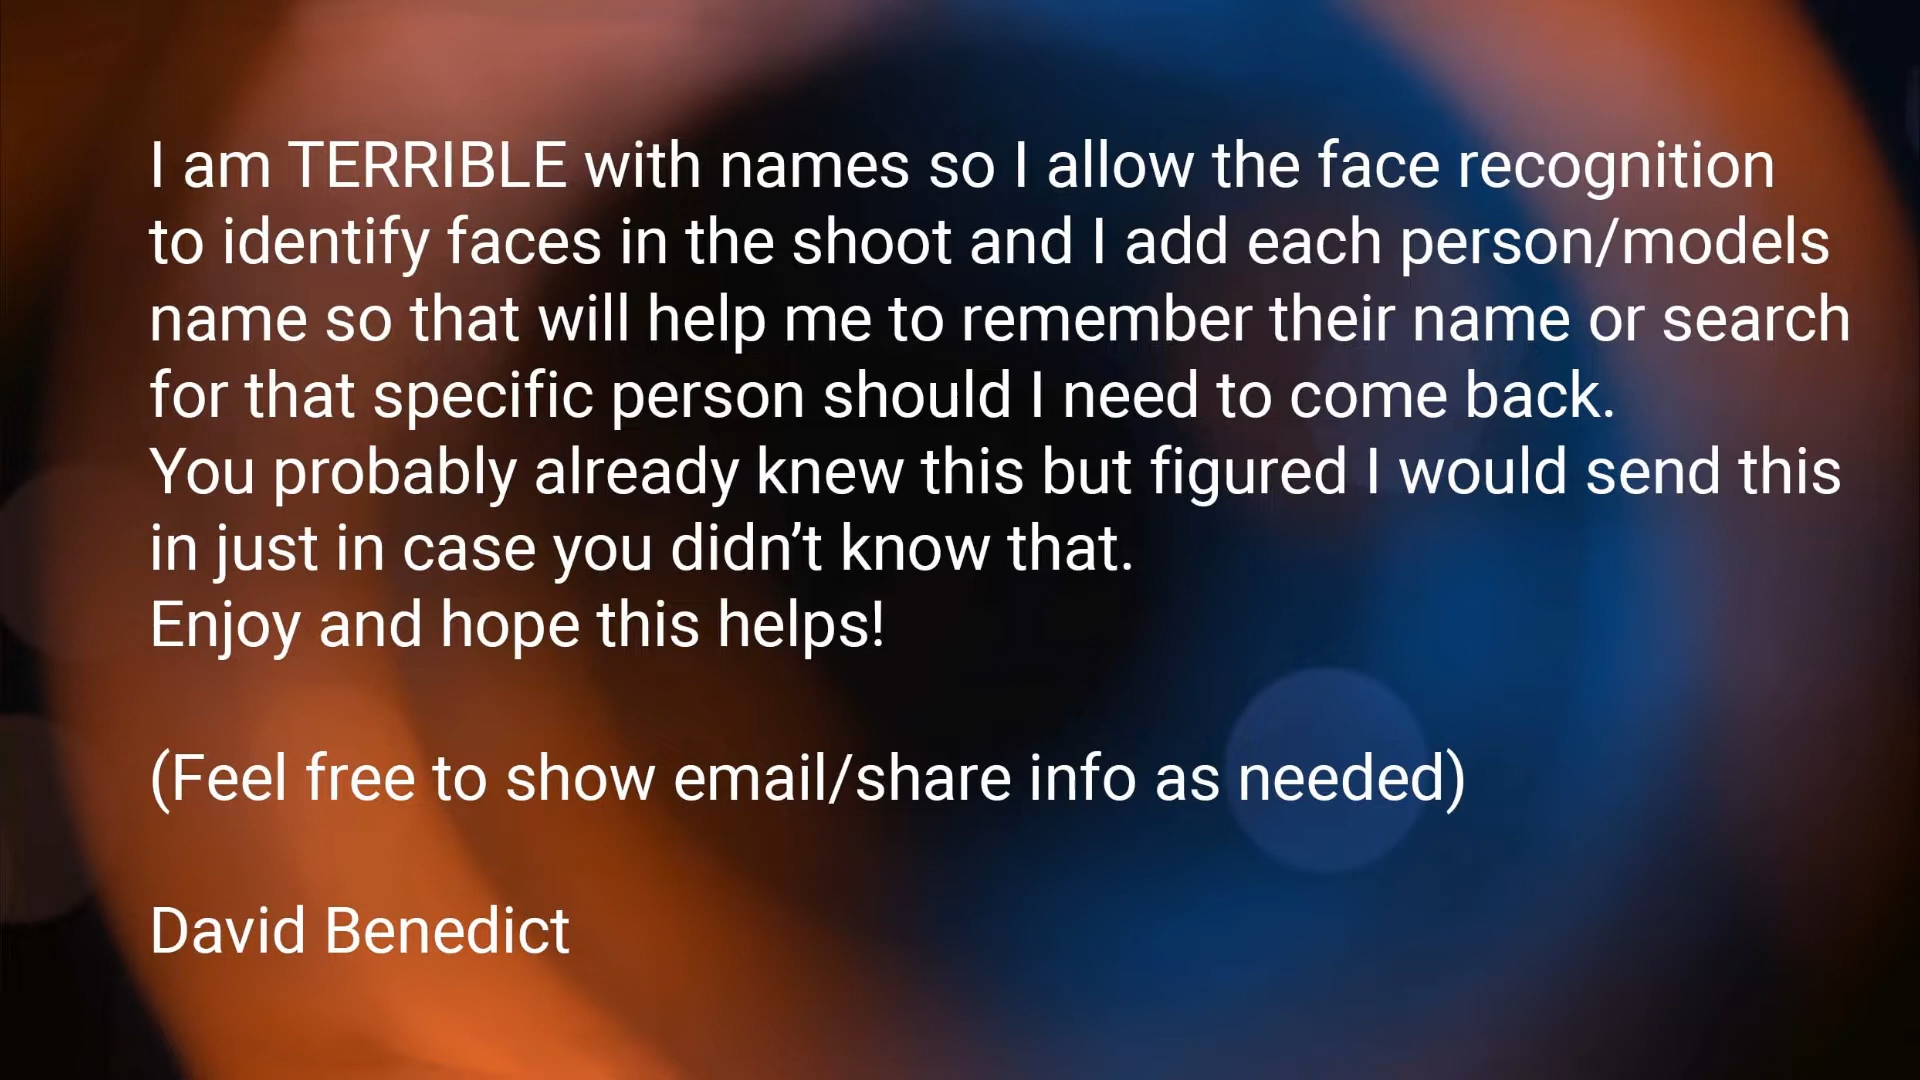 I am TERRIBLE with names so I allow the face recognition
to identify faces in the shoot and I add each person/models
name so that will help me to remember their name or search
for that specific person should I need to come back.
You probably already knew this but figured I would send this
in just in case you didn’t know that.
Enjoy and hope this helps!
(Feel free to show email/share info as needed)
David Benedict